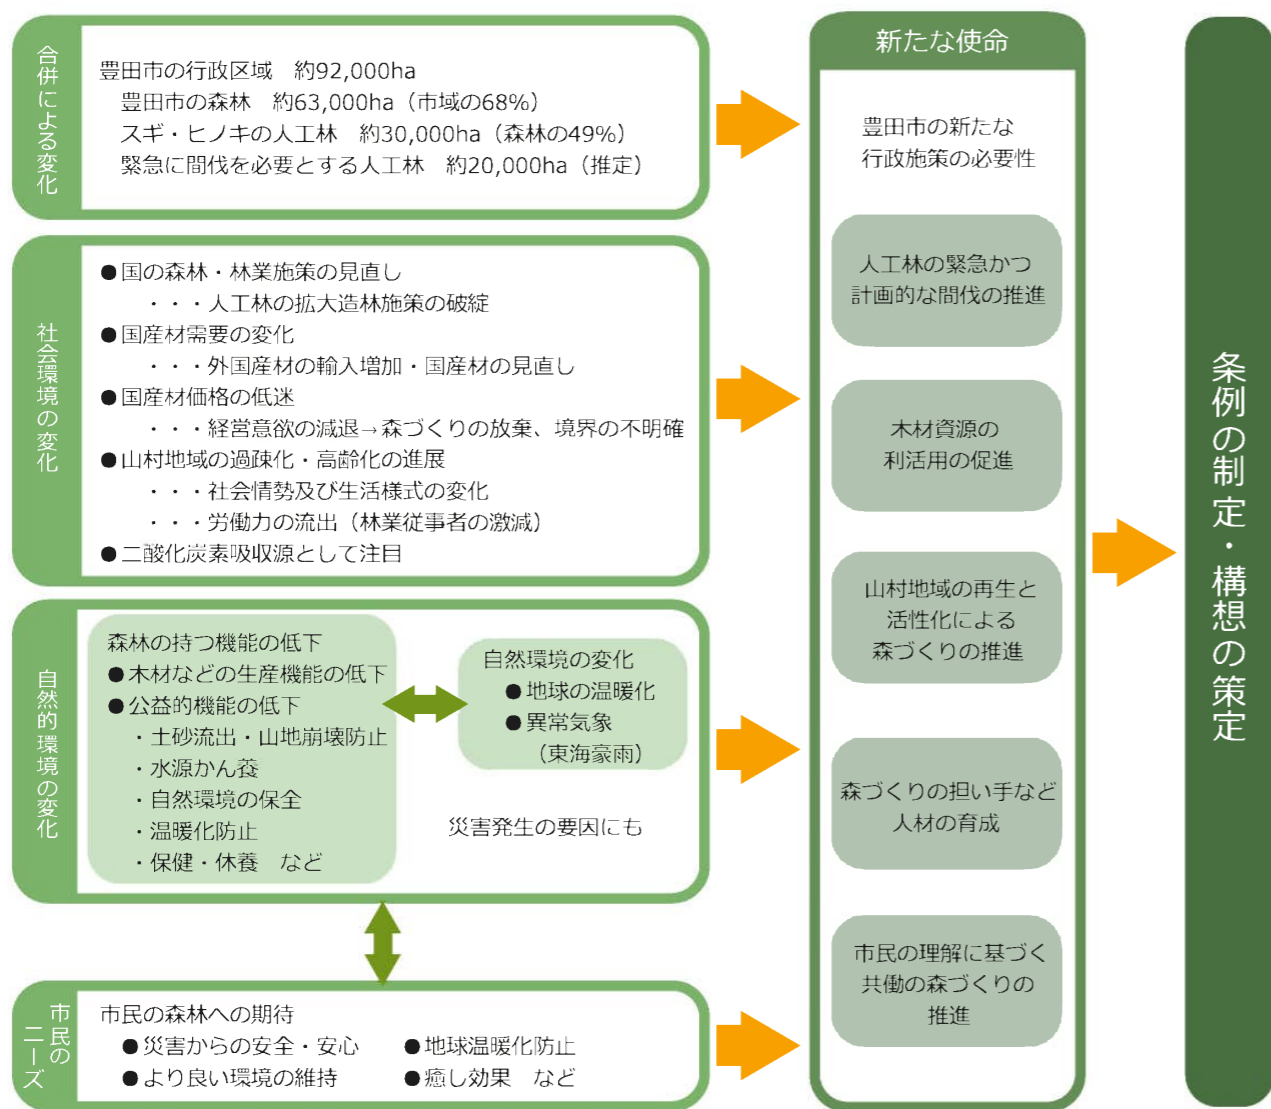 合併による変化
豊田市の行政区域　約92,000ha
豊田市の森林　約63,000ha（市域の68%）
スギ・ヒノキの人工林　約30,000ha（森林の49%）
緊急に間伐を必要とする人工林　約20,000ha（推定）
社会環境の変化
●国の森林・林業施策の見直し
・・・人工林の拡大造林施策の破綻
●国産材需要の変化
・・・外国産材の輸入増加・国産材の見直し
●国産材価格の低迷
・・・経営意欲の減退→森づくりの放棄、境界の不明確
●山村地域の過疎化・高齢化の進展
・・・社会情勢及び生活様式の変化
・・・労働力の流出（林業従事者の激減）
●二酸化炭素吸収源として注目
自然的環境の変化
森林の持つ機能の低下
●木材などの生産機能の低下
●公益的機能の低下
・土砂流出・山地崩壊防止
・水源かん養
・自然環境の保全
・温暖化防止
・保健・休養　など
自然環境の変化
●地球の温暖化
●異常気象
（東海豪雨）
災害発生の要因にも
市民の
ニーズ
市民の森林への期待
●災害からの安全・安心
●地球温暖化防止
●より良い環境の維持
●癒し効果　など
新たな使命
豊田市の新たな
行政施策の必要性
人工林の緊急かつ
計画的な間伐の推進
木材資源の
利活用の促進
山村地域の再生と
活性化による
森づくりの推進
森づくりの担い手など
人材の育成
市民の理解に基づく
共働の森づくりの
推進
条例の制定・構想の策定